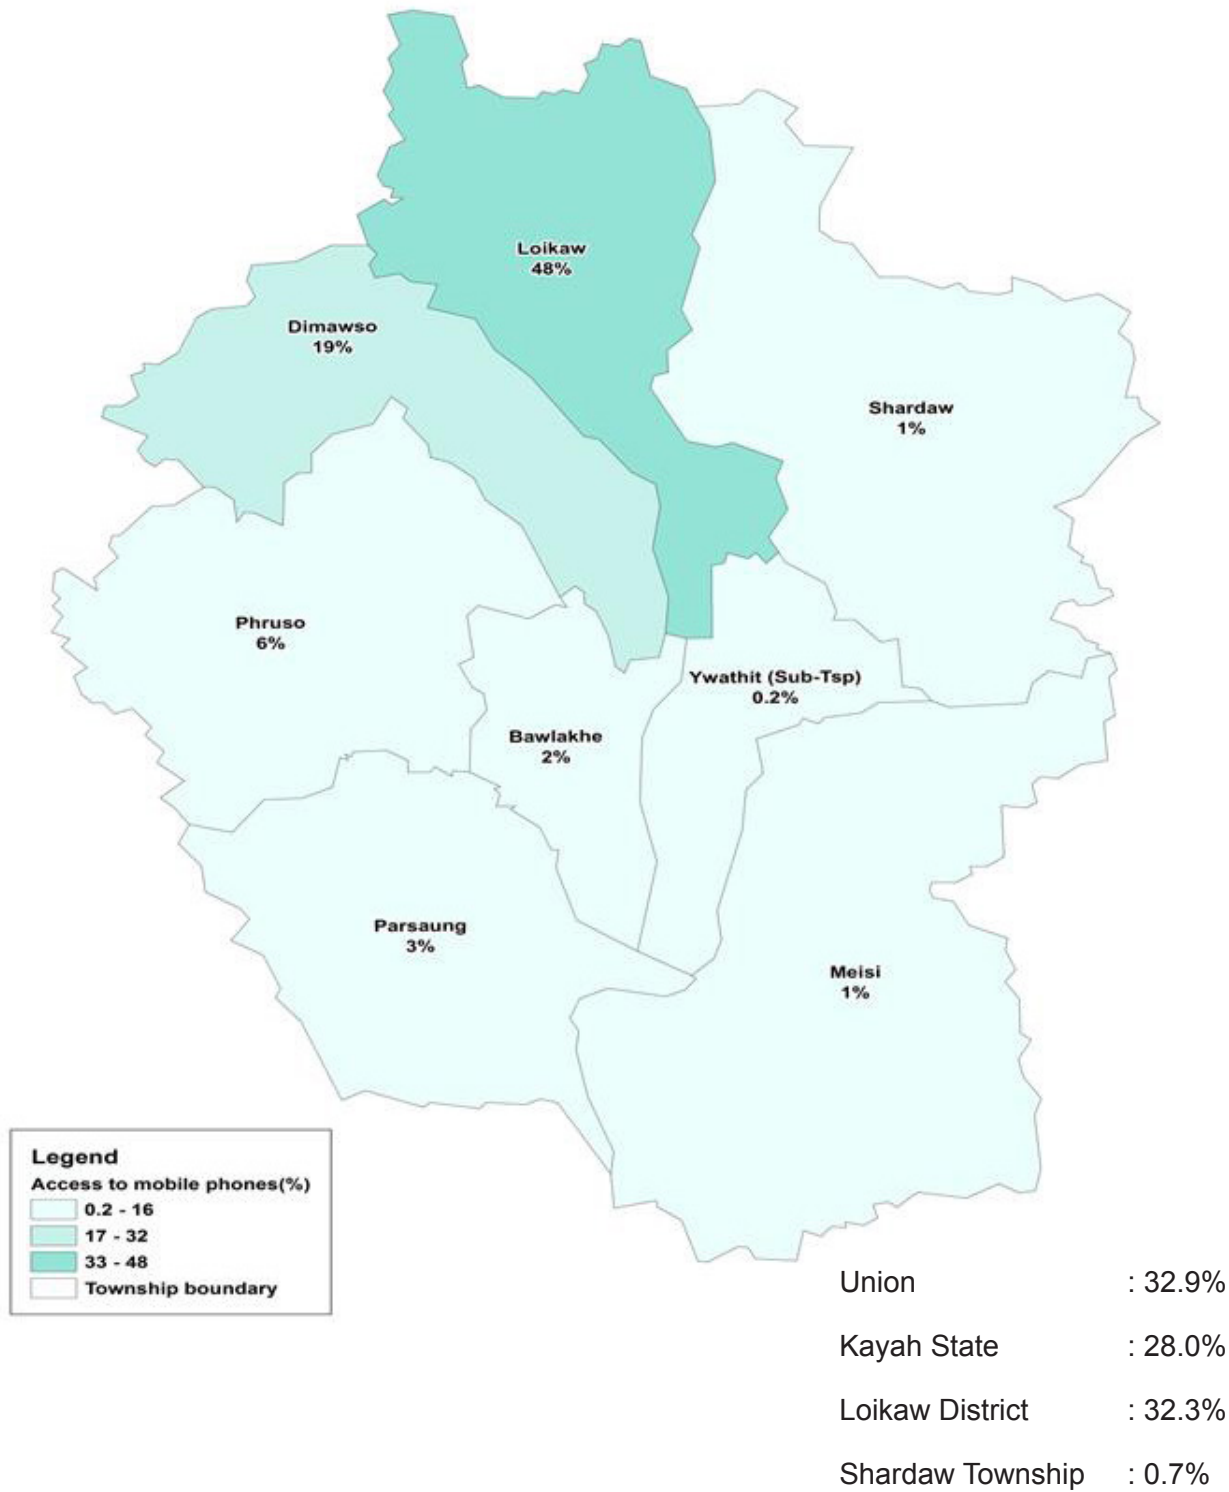 Loikaw
48%
Dimawso
19%
Shardaw
1%
Phruso
6%
Ywathit (Sub-Tsp)
0.2%
Bawlakhe
2%
Parsaung
3%
Meisi
1%
Legend
Access to mobile phones(%)
0.2 - 16
17 - 32
33 - 48
Township boundary
Union : 32.9%
Kayah State : 28.0%
Loikaw District : 32.3%
Shardaw Township : 0.7%